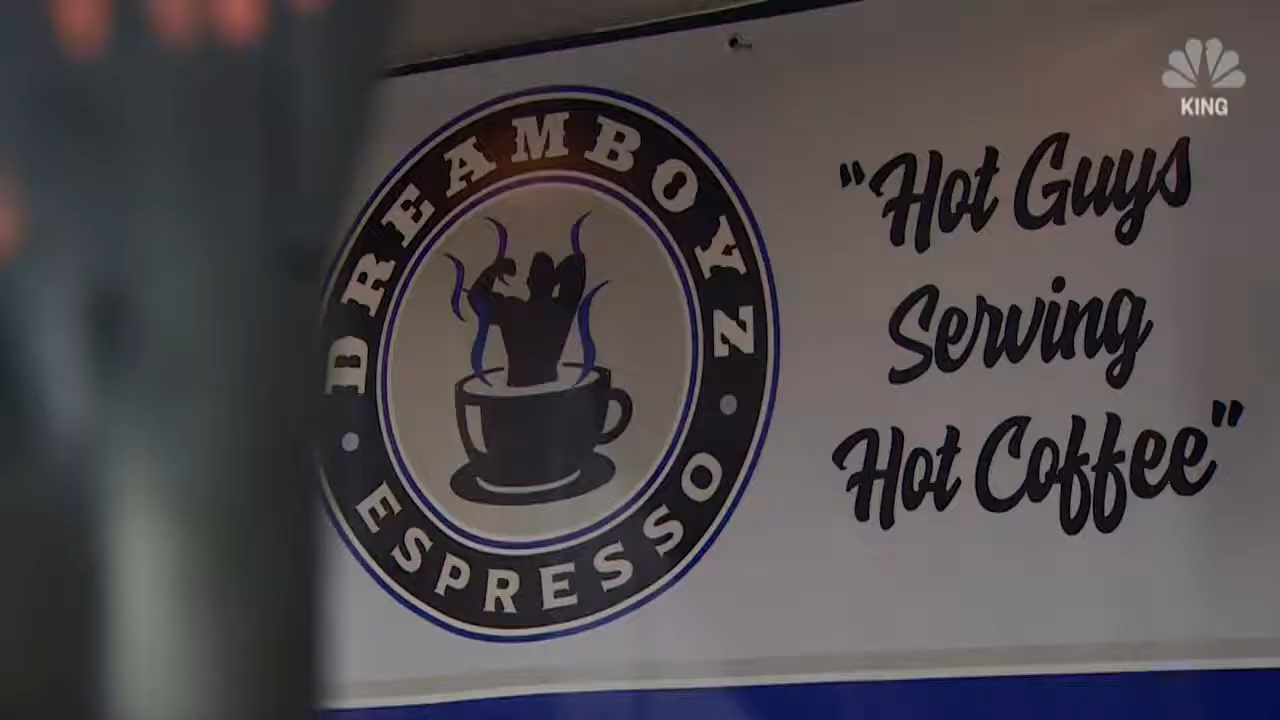 DREAMBOYZ
ESPRESSO
"Hot Guys
Serving
Hot Coffee"
KING